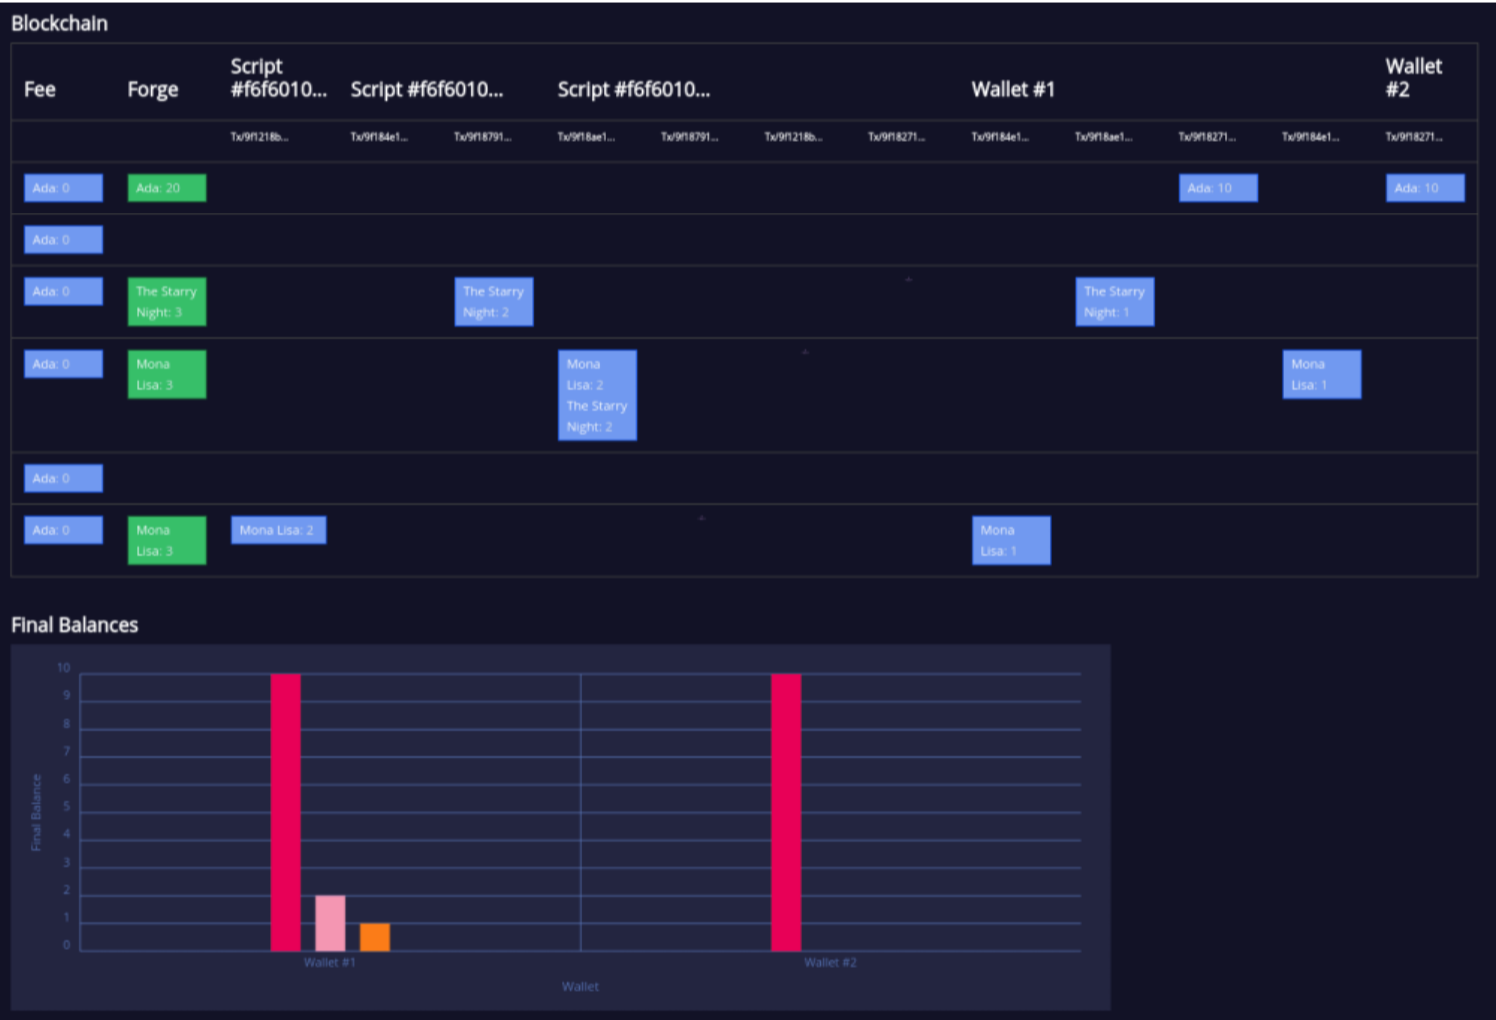 Blockchain
Fee Forge Script #f6f6010... Script #f6f6010... Script #f6f6010... Wallet #1 Wallet #2
Tx/9f1218b... Tx/9f184e1... Tx/9f18791... Tx/9f18ae1... Tx/9f18791... Tx/9f1218b... Tx/9f18271... Tx/9f184e1... Tx/9f18ae1... Tx/9f18271... Tx/9f184e1... Tx/9f18271...
Ada: 0 Ada: 20 Ada: 10 Ada: 10
Ada: 0
Ada: 0 The Starry The Starry The Starry
Night: 3 Night: 2 Night: 1
Ada: 0 Mona Mona Mona
Lisa: 3 Lisa: 2 Lisa: 1
The Starry
Night: 2
Ada: 0
Ada: 0 Mona Mona Lisa: 2 Mona
Lisa: 3 Lisa: 1
Final Balances
10
9
8
7
6
5
4
3
2
1
0
Final Balance
Wallet #1 Wallet #2
Wallet